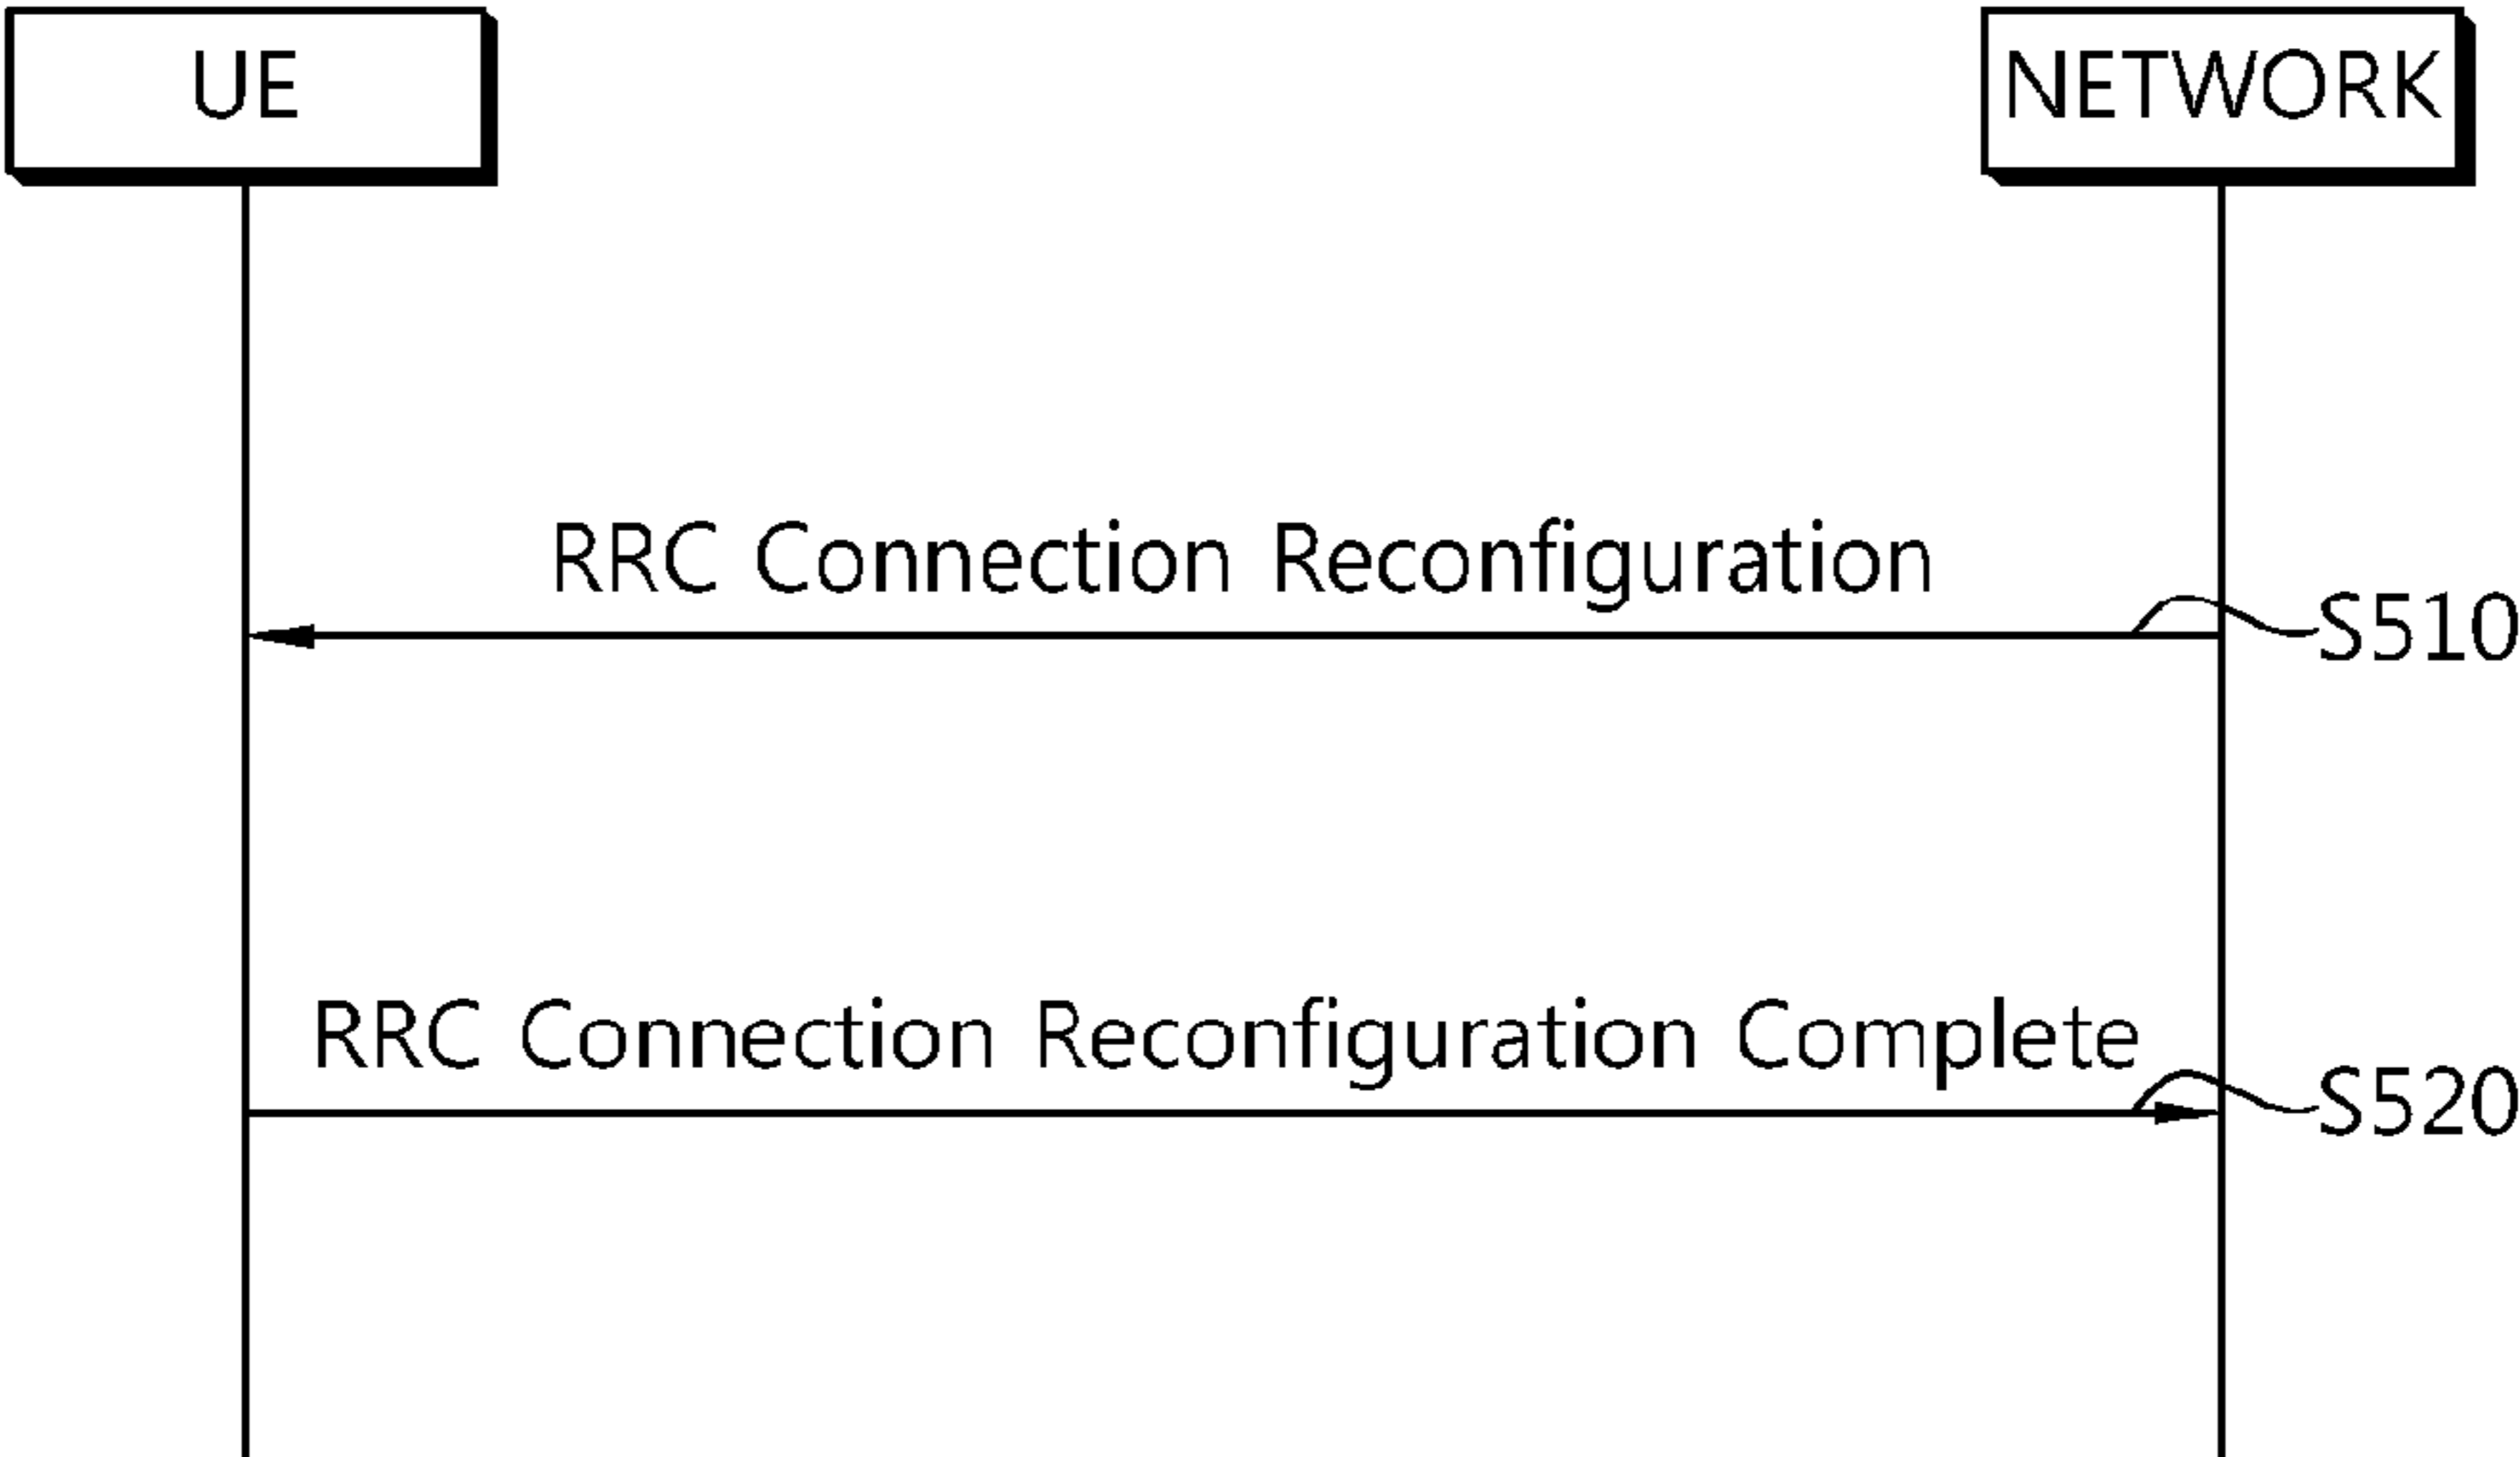 UE
NETWORK
RRC Connection Reconfiguration
S510
RRC Connection Reconfiguration Complete
S520